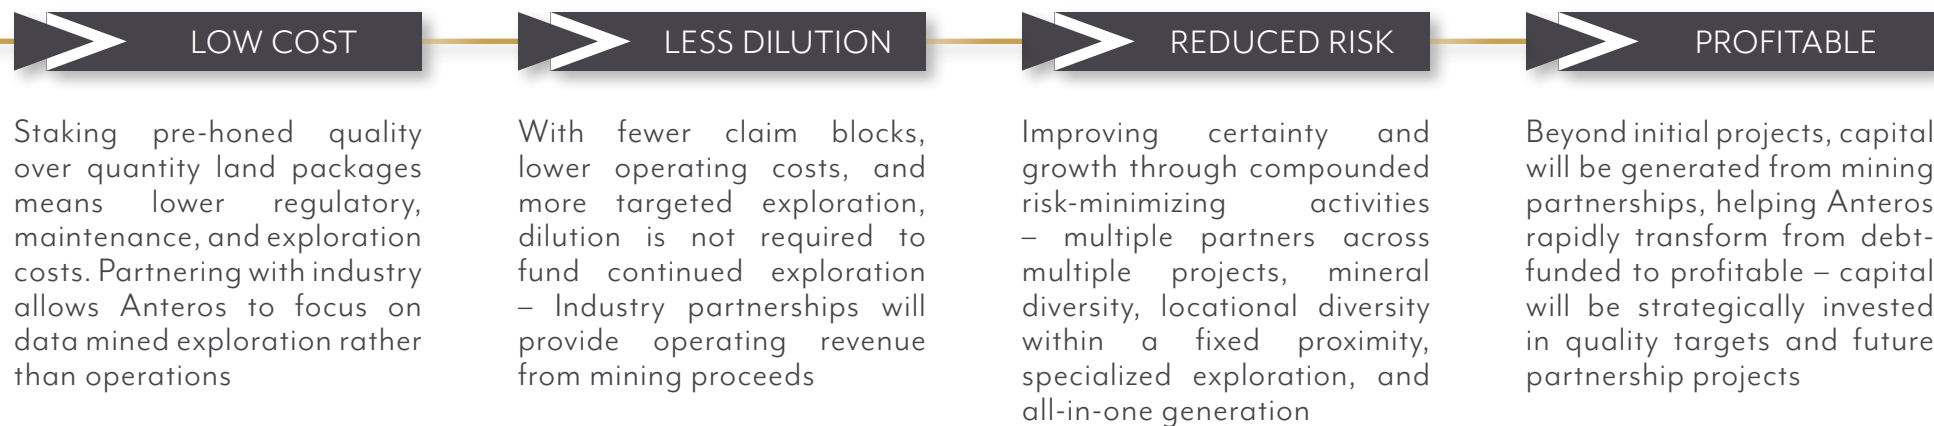 LOW COST
Staking pre-honed quality
over quantity land packages
means lower regulatory,
maintenance, and exploration
costs. Partnering with industry
allows Anteros to focus on
data mined exploration rather
than operations
LESS DILUTION
With fewer claim blocks,
lower operating costs, and
more targeted exploration,
dilution is not required to
fund continued exploration
– Industry partnerships will
provide operating revenue
from mining proceeds
REDUCED RISK
Improving certainty and
growth through compounded
risk-minimizing activities
– multiple partners across
multiple projects, mineral
diversity, locational diversity
within a fixed proximity,
specialized exploration, and
all-in-one generation
PROFITABLE
Beyond initial projects, capital
will be generated from mining
partnerships, helping Anteros
rapidly transform from debt-
funded to profitable – capital
will be strategically invested
in quality targets and future
partnership projects